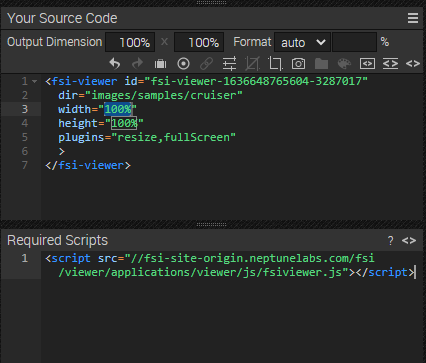 Your Source Code
Output Dimension 100% x 100% Format auto %
1 <fsi-viewer id="fsi-viewer-1636648765604-3287017"
2 dir="images/samples/cruiser"
3 width="100%"
4 height="100%"
5 plugins="resize,fullScreen"
6 >
7 </fsi-viewer>
Required Scripts ? <>
1 <script src="//fsi-site-origin.neptunelabs.com/fsi
/viewer/applications/viewer/js/fsiviewer.js"></script>